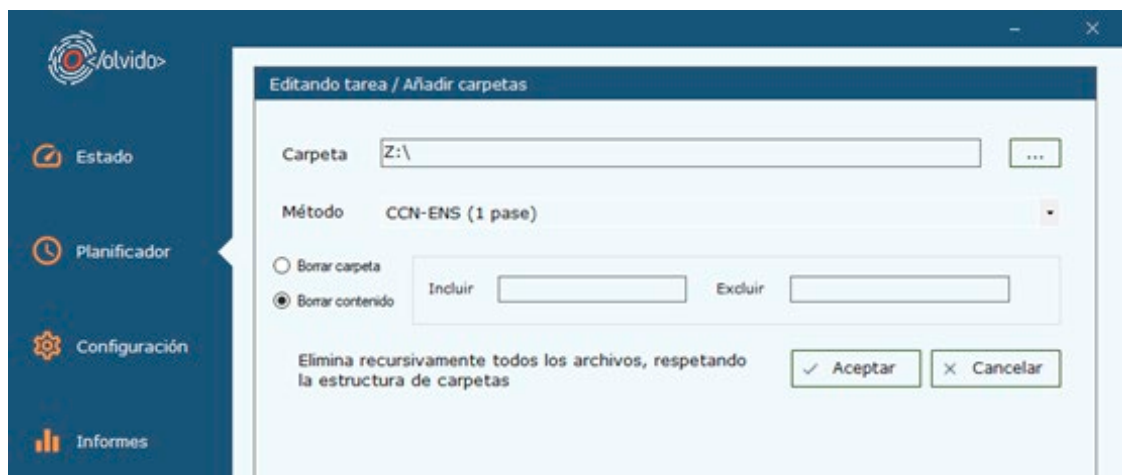 </olvido>
Editando tarea / Añadir carpetas
Estado
Carpeta Z:\ ...
Método CCN-ENS (1 pase)
Planificador
Borrar carpeta
Borrar contenido
Incluir Excluir
Configuración
Elimina recursivamente todos los archivos, respetando
la estructura de carpetas
Aceptar Cancelar
Informes